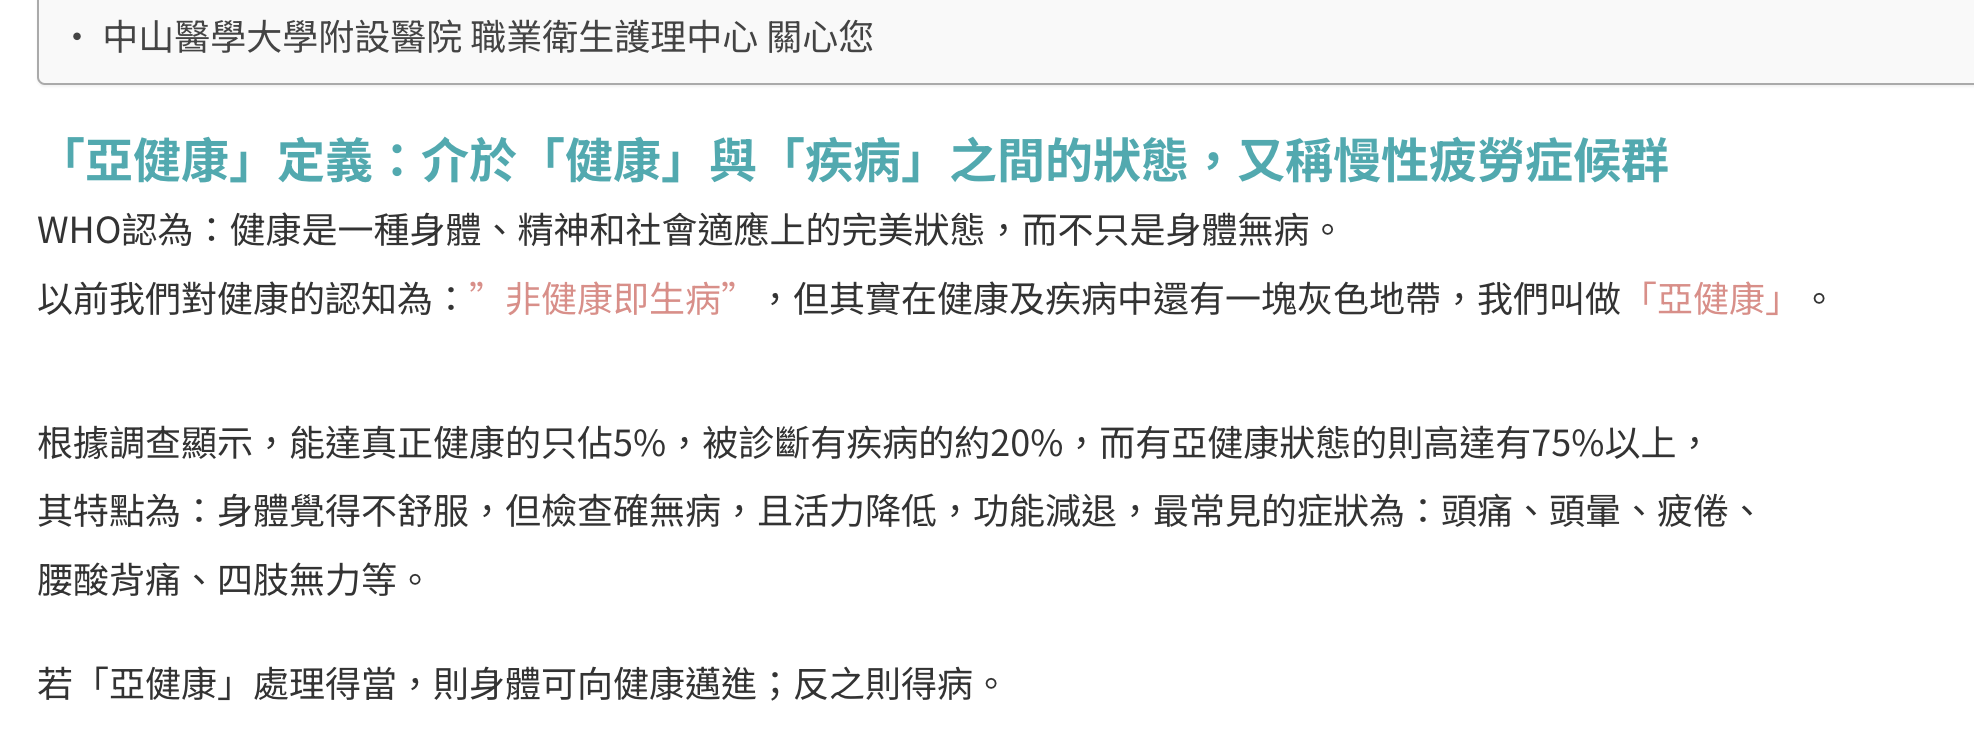 • 中山醫學大學附設醫院 職業衛生護理中心 關心您
「亞健康」定義：介於「健康」與「疾病」之間的狀態，又稱慢性疲勞症候群
WHO認為：健康是一種身體、精神和社會適應上的完美狀態，而不只是身體無病。
以前我們對健康的認知為：”非健康即生病”，但其實在健康及疾病中還有一塊灰色地帶，我們叫做「亞健康」。
根據調查顯示，能達真正健康的只佔5%，被診斷有疾病的約20%，而有亞健康狀態的則高達有75%以上，
其特點為：身體覺得不舒服，但檢查確無病，且活力降低，功能減退，最常見的症狀為：頭痛、頭暈、疲倦、
腰酸背痛、四肢無力等。
若「亞健康」處理得當，則身體可向健康邁進；反之則得病。